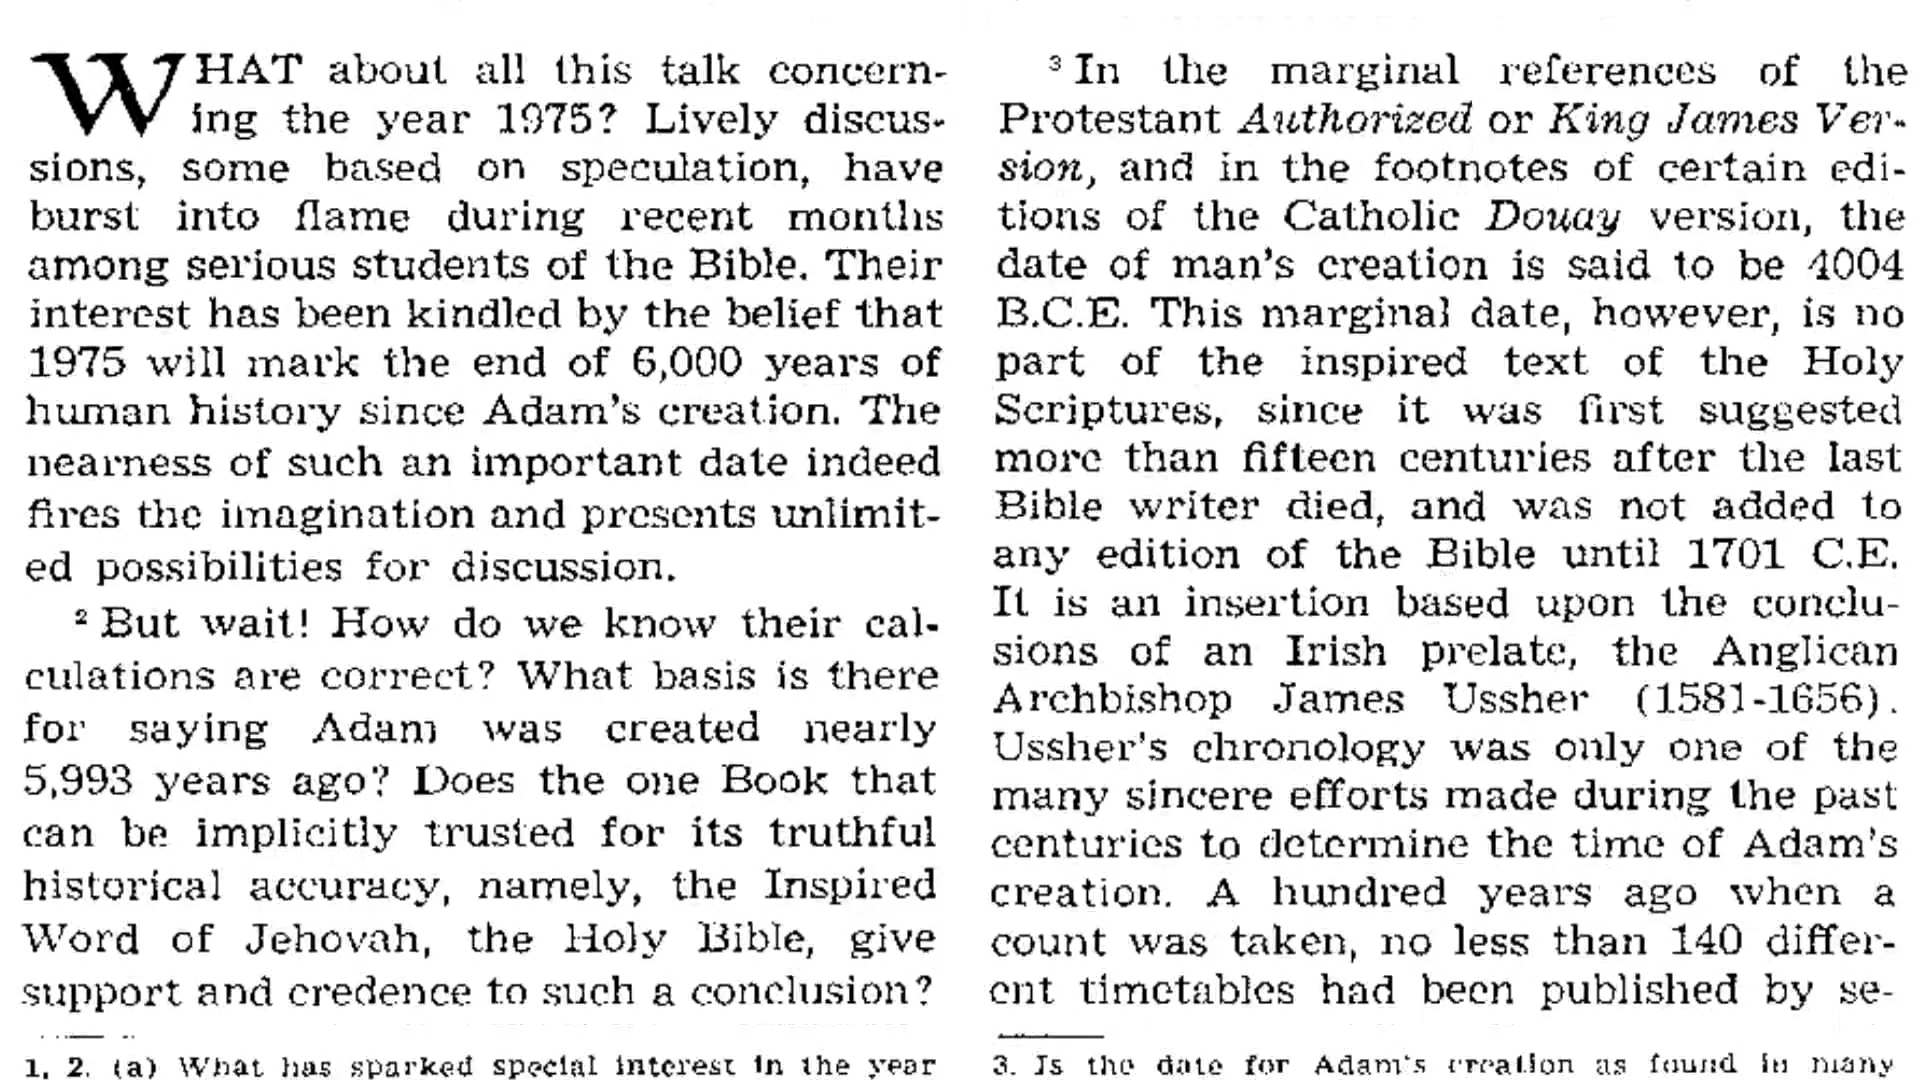 WHAT about all this talk concern-
ing the year 1975? Lively discus-
sions, some based on speculation, have
burst into flame during recent months
among serious students of the Bible. Their
interest has been kindled by the belief that
1975 will mark the end of 6,000 years of
human history since Adam's creation. The
nearness of such an important date indeed
fires the imagination and presents unlimit-
ed possibilities for discussion.
² But wait! How do we know their cal-
culations are correct? What basis is there
for saying Adam was created nearly
5,993 years ago? Does the one Book that
can be implicitly trusted for its truthful
historical accuracy, namely, the Inspired
Word of Jehovah, the Holy Bible, give
support and credence to such a conclusion?
1, 2. (a) What has sparked special interest in the year
³ In the marginal references of the
Protestant Authorized or King James Ver-
sion, and in the footnotes of certain edi-
tions of the Catholic Douay version, the
date of man's creation is said to be 4004
B.C.E. This marginal date, however, is no
part of the inspired text of the Holy
Scriptures, since it was first suggested
more than fifteen centuries after the last
Bible writer died, and was not added to
any edition of the Bible until 1701 C.E.
It is an insertion based upon the conclu-
sions of an Irish prelate, the Anglican
Archbishop James Ussher (1581-1656).
Ussher's chronology was only one of the
many sincere efforts made during the past
centuries to determine the time of Adam's
creation. A hundred years ago when a
count was taken, no less than 140 differ-
ent timetables had been published by se-
3. Is the date for Adam's creation as found in many